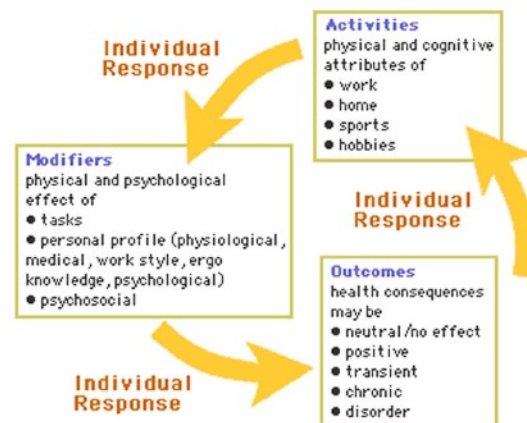 Individual
Response
Activities
physical and cognitive
attributes of
● work
● home
● sports
● hobbies
Modifiers
physical and psychological
effect of
● tasks
● personal profile (physiological,
medical, work style, ergo
knowledge, psychological)
● psychosocial
Individual
Response
Outcomes
health consequences
may be
● neutral/no effect
● positive
● transient
● chronic
● disorder
Individual
Response